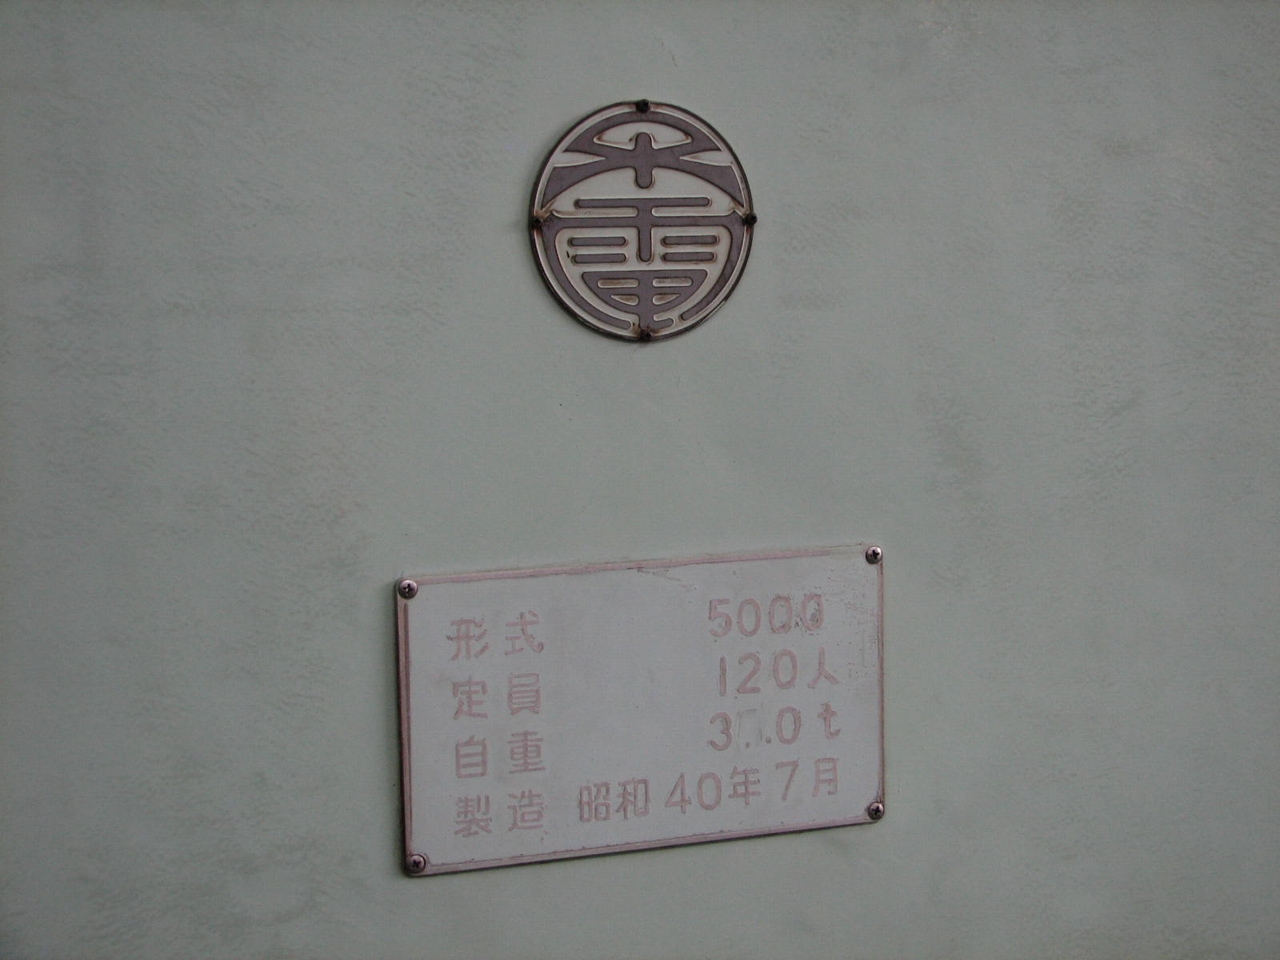 形式 5000
定員 120人
自重
製造 昭和40年7月